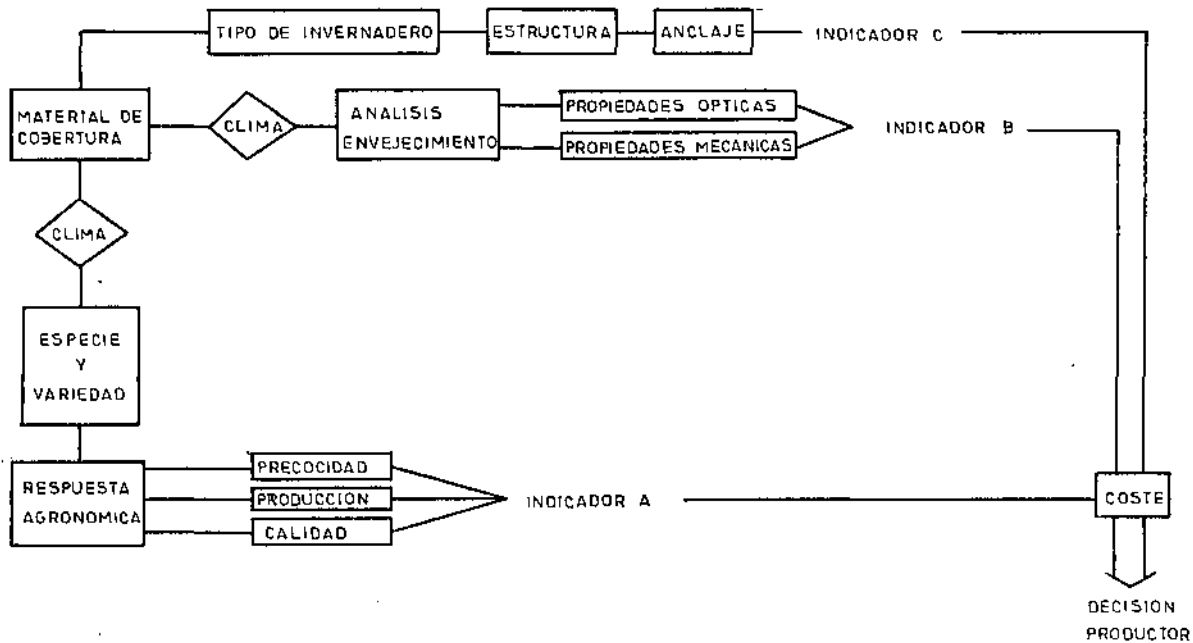 TIPO DE INVERNADERO
ESTRUCTURA
ANCLAJE
INDICADOR C
MATERIAL DE
COBERTURA
CLIMA
ANALISIS
ENVEJECIMIENTO
PROPIEDADES OPTICAS
PROPIEDADES MECANICAS
INDICADOR B
CLIMA
ESPECIE
Y
VARIEDAD
RESPUESTA
AGRONOMICA
PRECOCIDAD
PRODUCCION
CALIDAD
INDICADOR A
COSTE
DECISION
PRODUCTOR